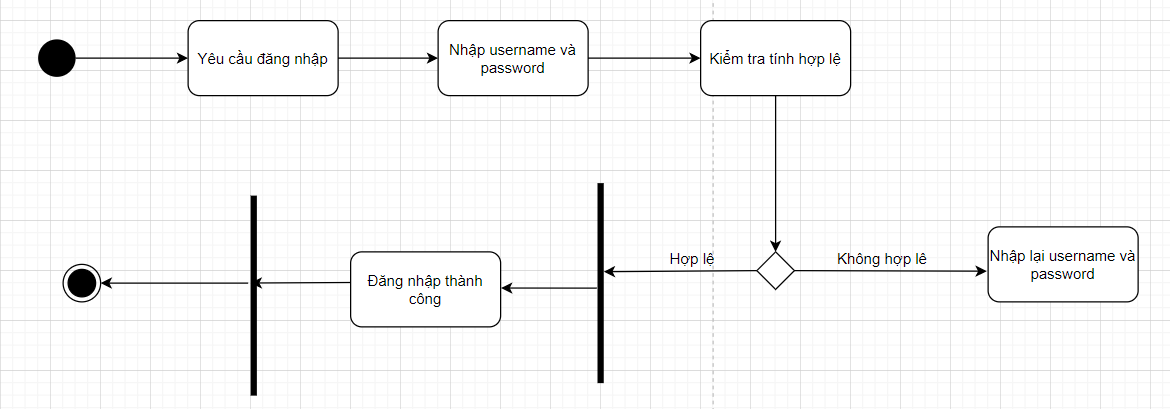 Yêu cầu đăng nhập
Nhập username và
password
Kiểm tra tính hợp lệ
Hợp lệ
Không hợp lê
Nhập lại username và
password
Đăng nhập thành
công